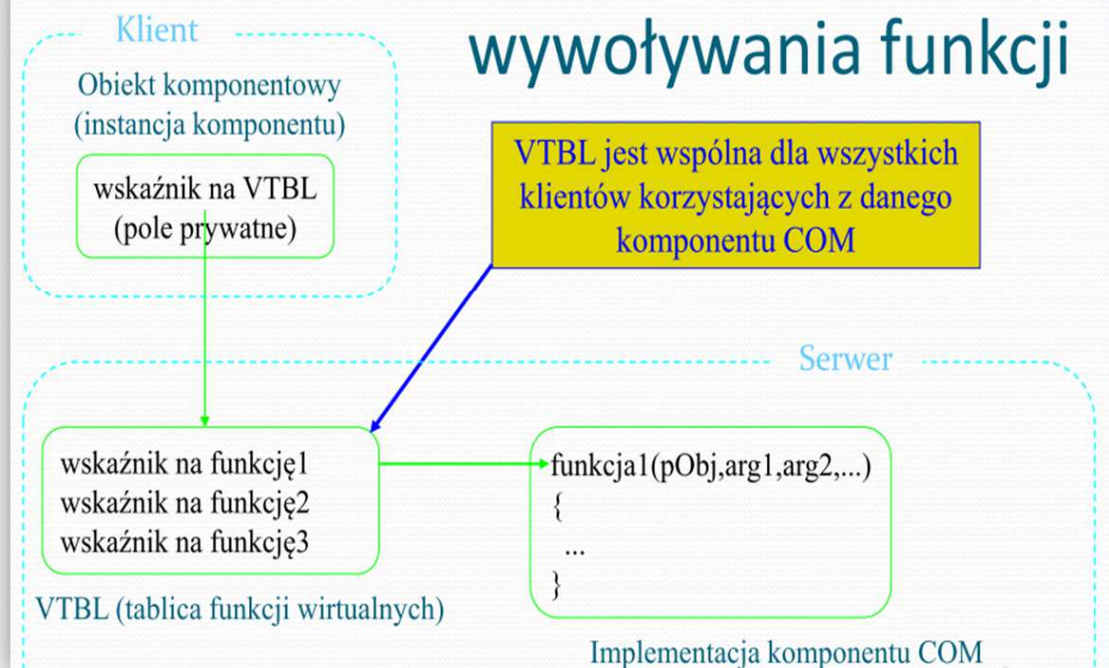 Klient
wywoływania funkcji
Obiekt komponentowy
(instancja komponentu)
wskaźnik na VTBL
(pole prywatne)
VTBL jest wspólna dla wszystkich
klientów korzystających z danego
komponentu COM
Serwer
wskaźnik na funkcję1
wskaźnik na funkcję2
wskaźnik na funkcję3
funkcja1(pObj,arg1,arg2,...)
{
...
}
VTBL (tablica funkcji wirtualnych)
Implementacja komponentu COM